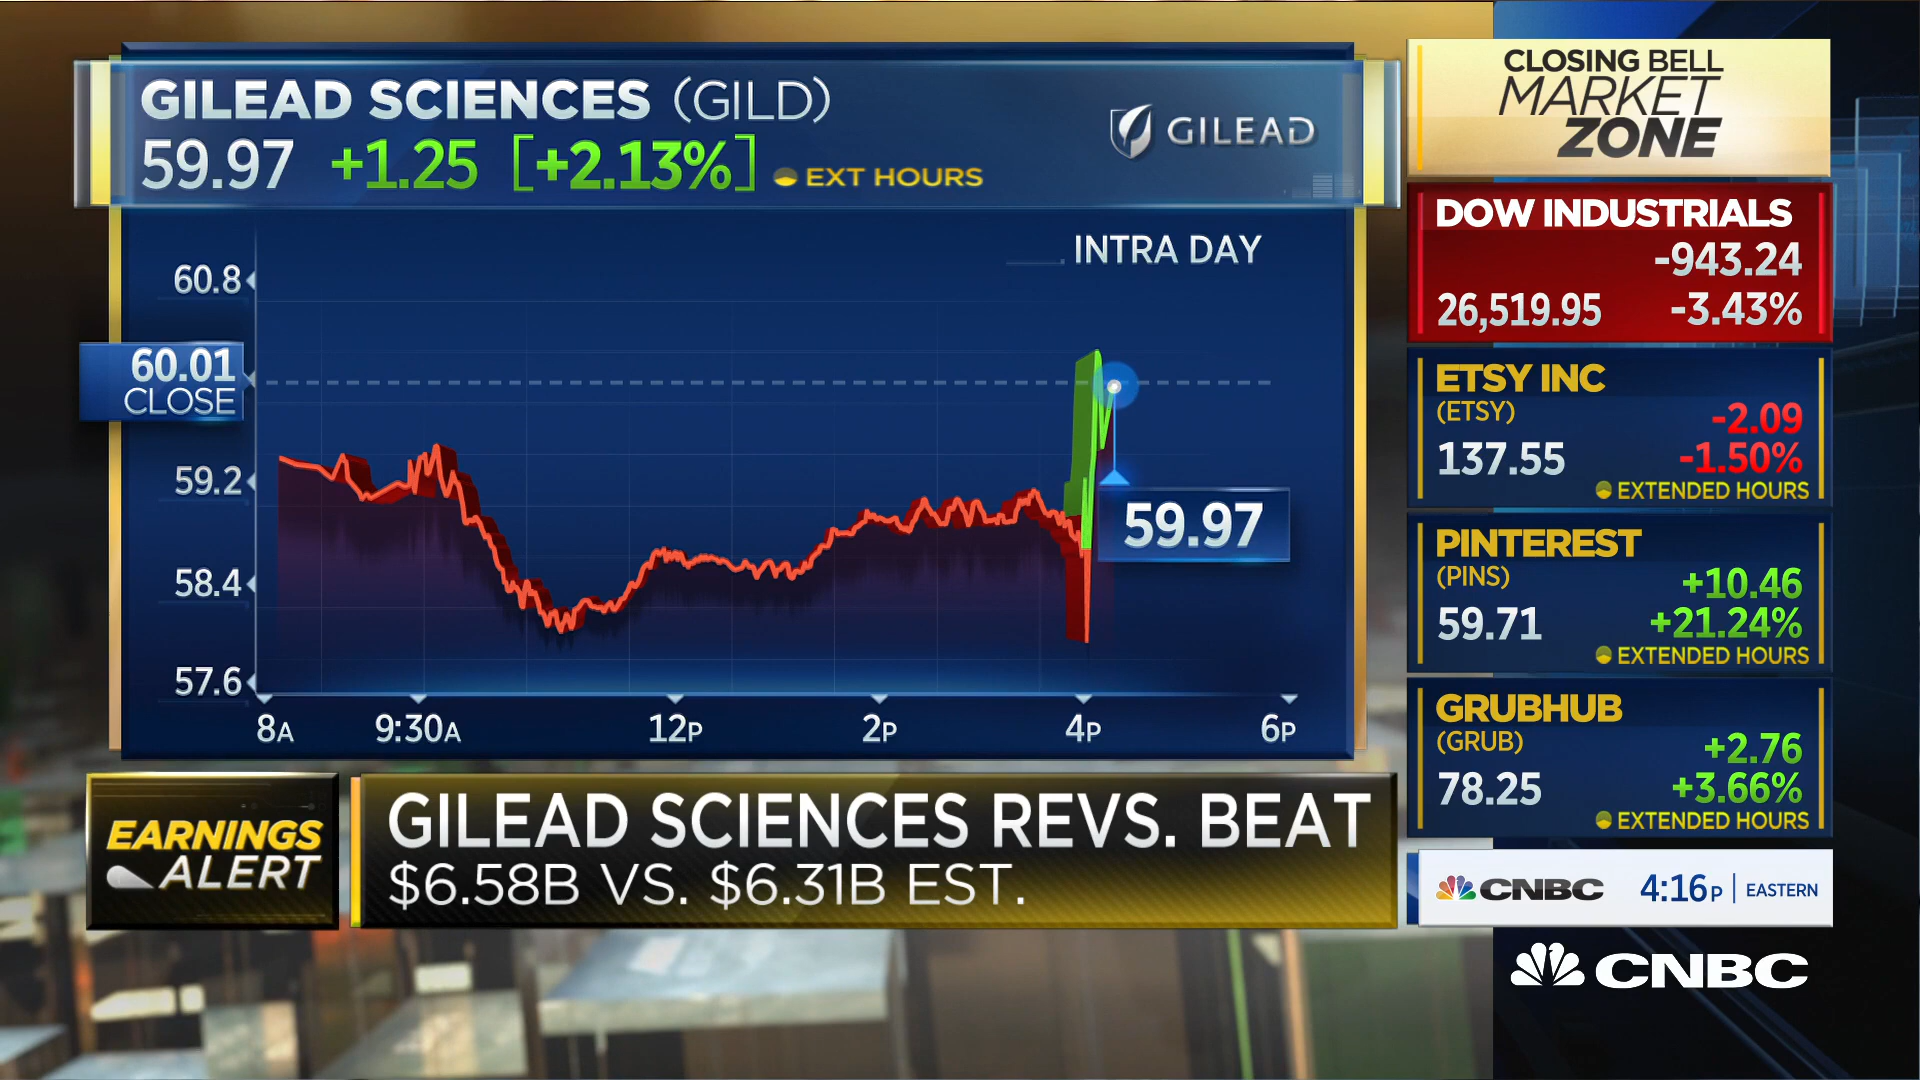 GILEAD SCIENCES (GILD)
59.97 +1.25 [+2.13%] EXT HOURS
GILEAD
INTRA DAY
60.8
60.01
CLOSE
59.2
58.4
57.6
59.97
8A 9:30A 12P 2P 4P 6P
EARNINGS
ALERT
GILEAD SCIENCES REVS. BEAT
$6.58B VS. $6.31B EST.
CLOSING BELL
MARKET
ZONE
DOW INDUSTRIALS
-943.24
26,519.95 -3.43%
ETSY INC
(ETSY) -2.09
137.55 -1.50%
EXTENDED HOURS
PINTEREST
(PINS) +10.46
59.71 +21.24%
EXTENDED HOURS
GRUBHUB
(GRUB) +2.76
78.25 +3.66%
EXTENDED HOURS
CNBC 4:16P | EASTERN
CNBC